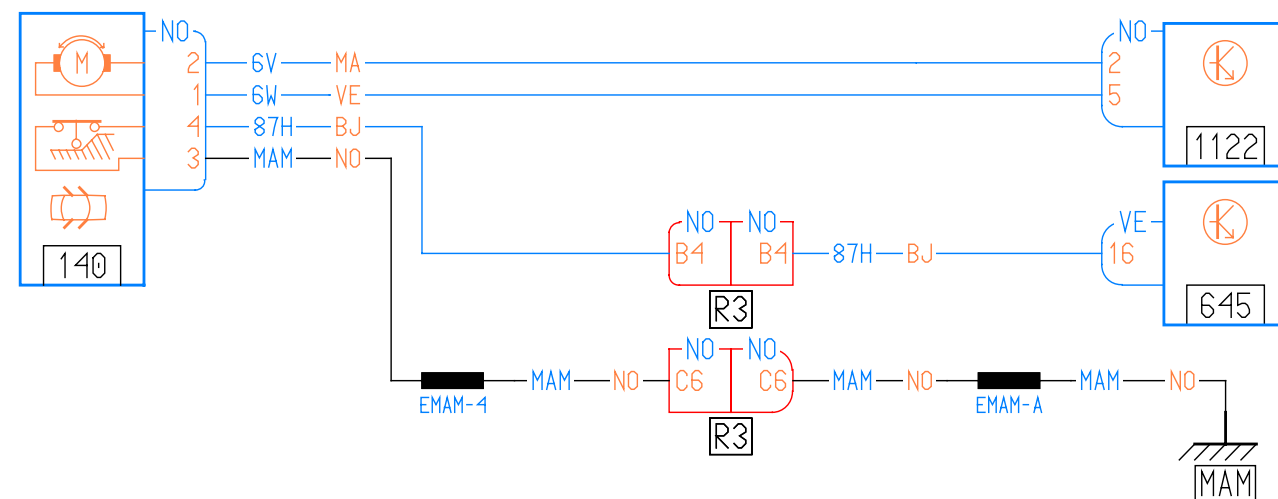 NO NO
M 2 6V MA 2
1 6W VE 5
4 87H BJ
3 MAM NO 1122
NO NO VE
140 B4 B4 87H BJ 16
R3 645
NO NO
MAM NO C6 C6 MAM NO MAM NO
EMAM-4 EMAM-A
R3
MAM